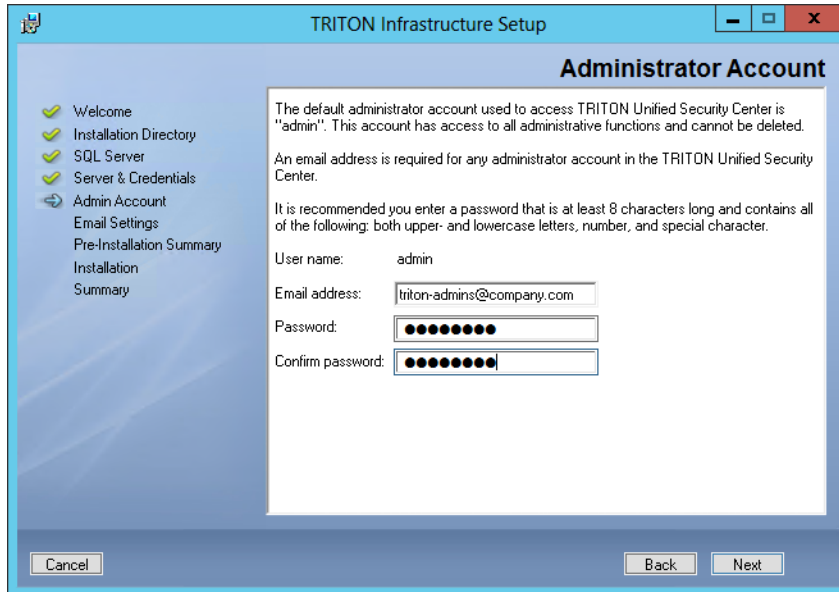 TRITON Infrastructure Setup
Administrator Account
Welcome
Installation Directory
SQL Server
Server & Credentials
Admin Account
Email Settings
Pre-Installation Summary
Installation
Summary
The default administrator account used to access TRITON Unified Security Center is
"admin". This account has access to all administrative functions and cannot be deleted.
An email address is required for any administrator account in the TRITON Unified Security
Center.
It is recommended you enter a password that is at least 8 characters long and contains all
of the following: both upper- and lowercase letters, number, and special character.
User name: admin
Email address: triton-admins@company.com
Password: ●●●●●●●●
Confirm password: ●●●●●●●●
Cancel Back Next